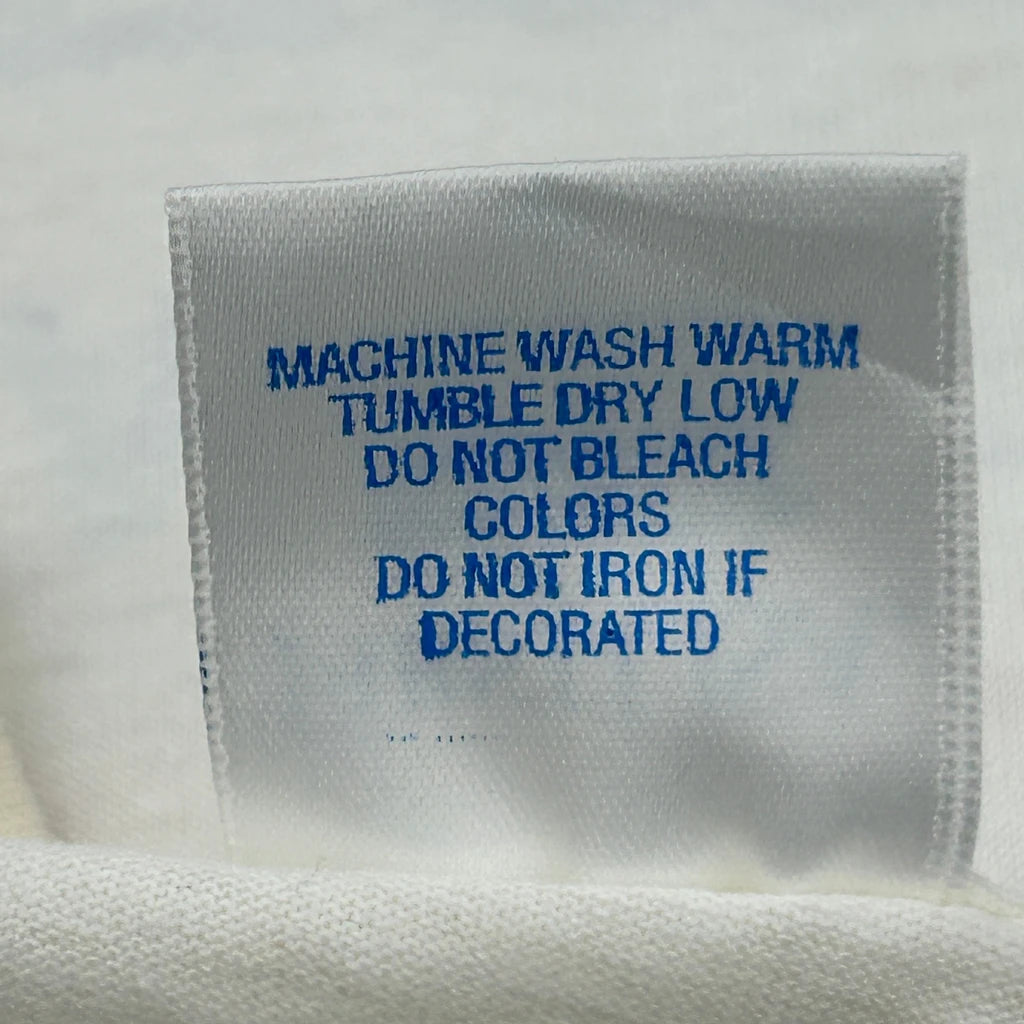 MACHINE WASH WARM
TUMBLE DRY LOW
DO NOT BLEACH
COLORS
DO NOT IRON IF
DECORATED